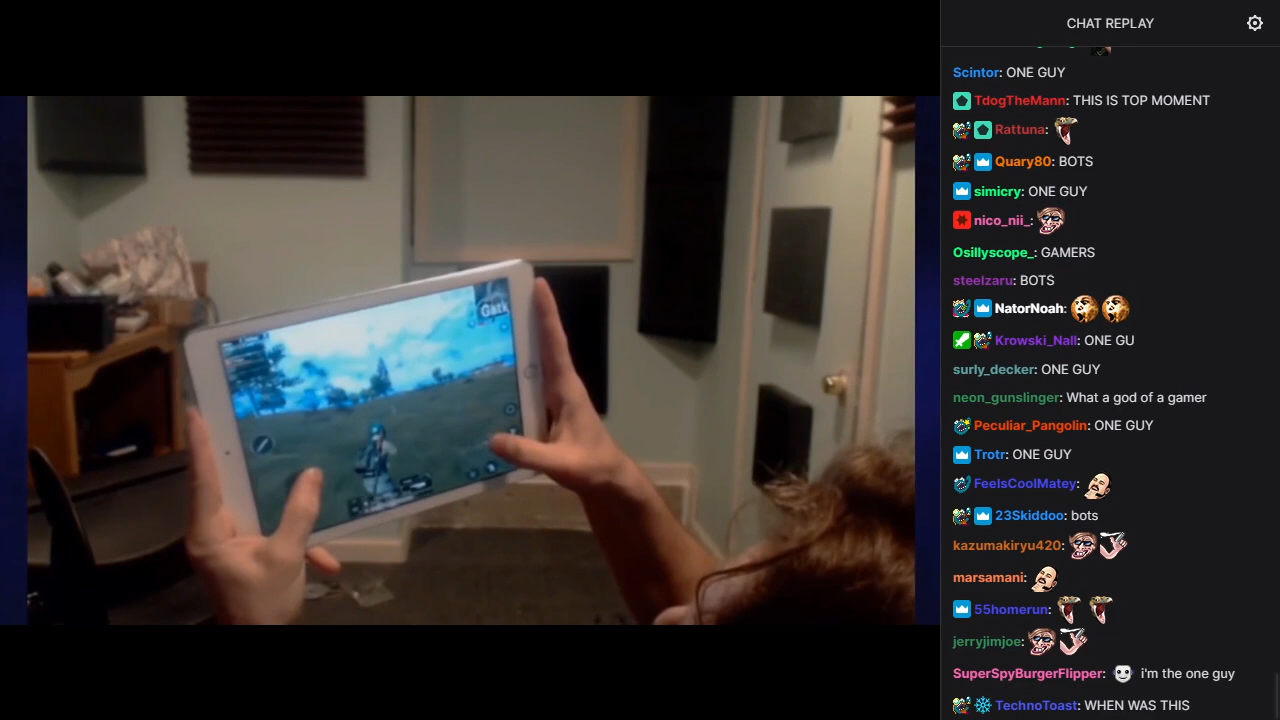 CHAT REPLAY
Scintor: ONE GUY
TdogTheMann: THIS IS TOP MOMENT
Rattuna:
Quary80: BOTS
simicry: ONE GUY
nico_nii_:
Osillyscope_: GAMERS
steelzaru: BOTS
NatorNoah:
Krowski_Nall: ONE GU
surly_decker: ONE GUY
neon_gunslinger: What a god of a gamer
Peculiar_Pangolin: ONE GUY
Trotr: ONE GUY
FeelsCoolMatey:
23Skiddoo: bots
kazumakiryu420:
marsamani:
55homerun:
jerryjimjoe:
SuperSpyBurgerFlipper: i'm the one guy
TechnoToast: WHEN WAS THIS